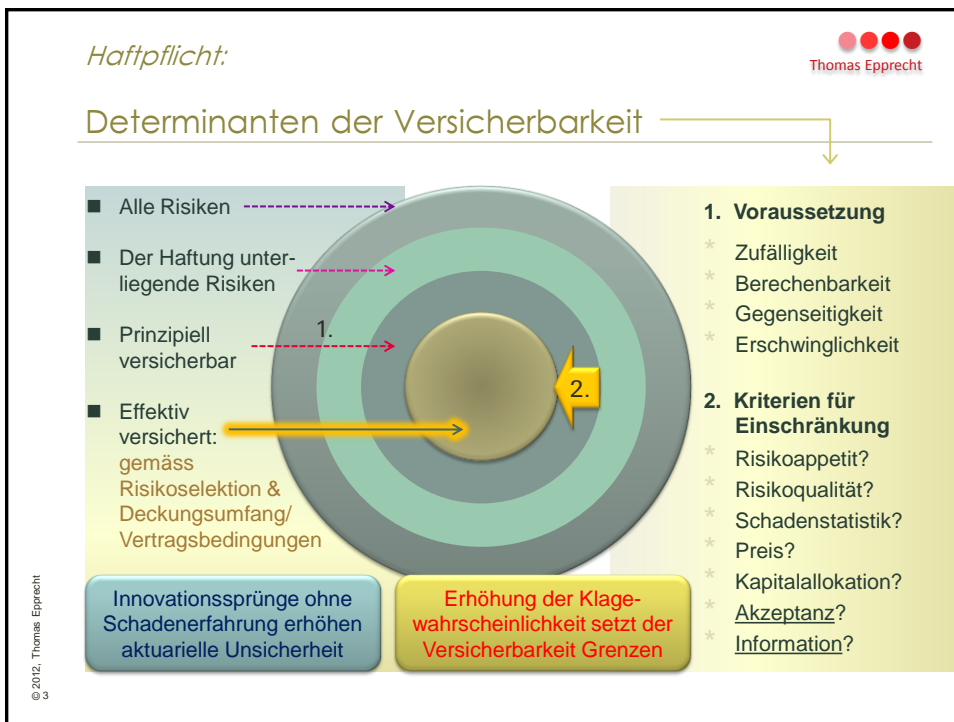 Haftpflicht:
Thomas Epprecht
Determinanten der Versicherbarkeit
■ Alle Risiken
■ Der Haftung unter-
liegende Risiken
■ Prinzipiell
versicherbar
■ Effektiv
versichert:
gemäss
Risikoselektion &
Deckungsumfang/
Vertragsbedingungen
1.
2.
1. Voraussetzung
* Zufälligkeit
* Berechenbarkeit
* Gegenseitigkeit
* Erschwinglichkeit
2. Kriterien für
Einschränkung
* Risikoappetit?
* Risikoqualität?
* Schadenstatistik?
* Preis?
* Kapitalallokation?
* Akzeptanz?
* Information?
Innovationssprünge ohne
Schadenerfahrung erhöhen
aktuarielle Unsicherheit
Erhöhung der Klage-
wahrscheinlichkeit setzt der
Versicherbarkeit Grenzen
© 2012, Thomas Epprecht
3